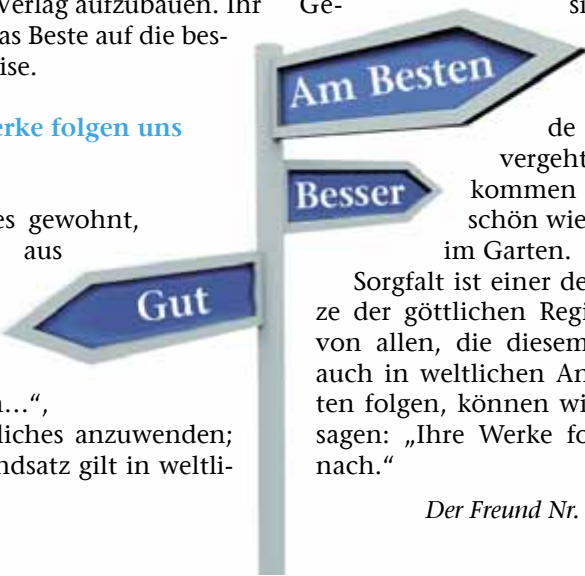 Verlag aufzubauen. Ihr
as Beste auf die bes-
ise.
erke folgen uns
es gewohnt,
aus
n…“,
liches anzuwenden;
ndsatz gilt in weltli-
Am Besten
Besser
Gut
Ge- si
de
vergeht
kommen
schön wie
im Garten.
Sorgfalt ist einer de
ze der göttlichen Regi
von allen, die diesem
auch in weltlichen An
ten folgen, können wi
sagen: „Ihre Werke fo
nach.“
Der Freund Nr.